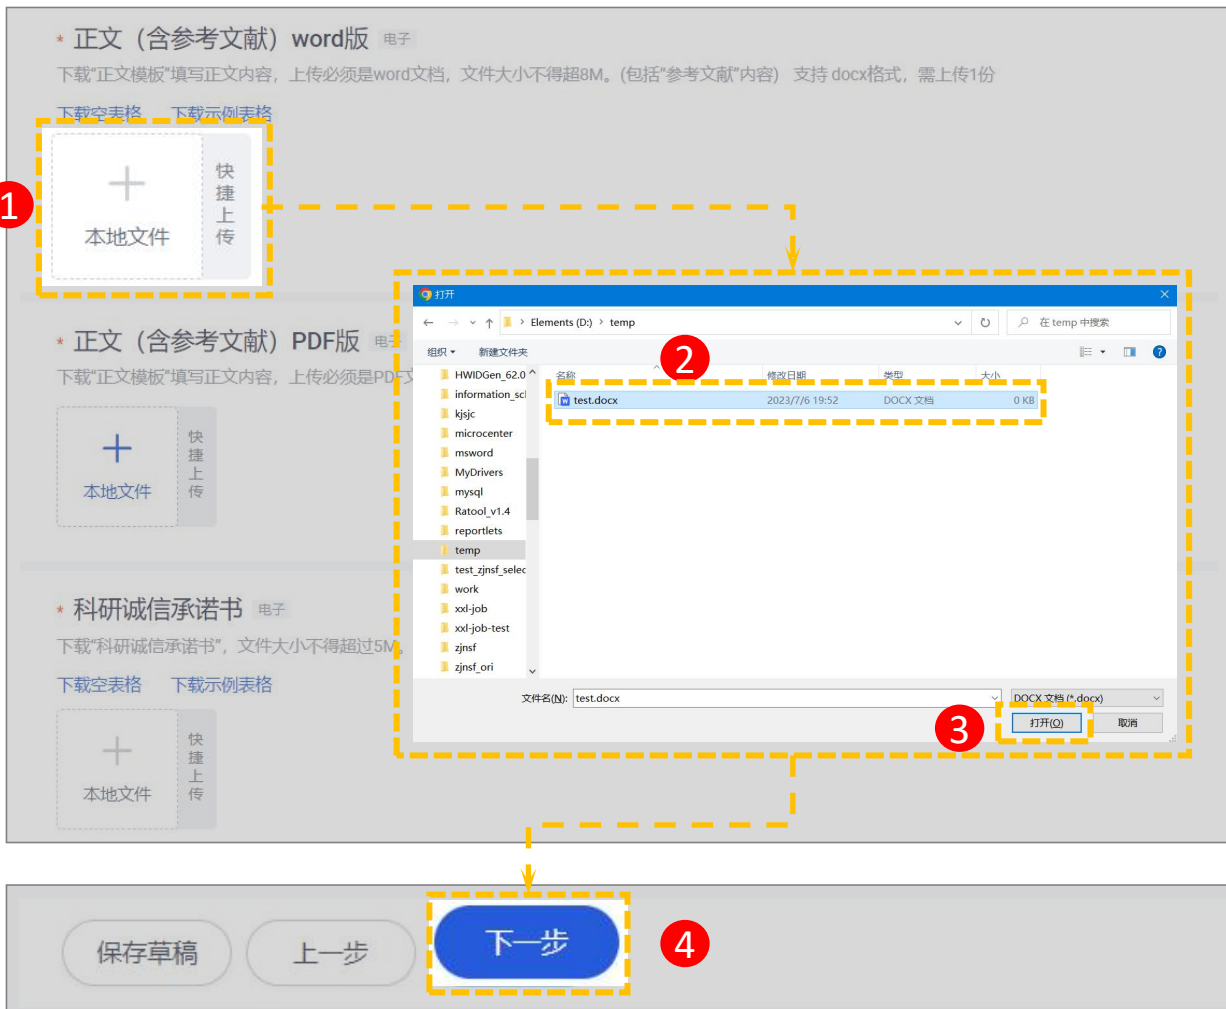 * 正文（含参考文献）word版 电子
下载"正文模板"填写正文内容，上传必须是word文档，文件大小不得超8M。(包括"参考文献"内容) 支持 docx格式，需上传1份
下载空表格 下载示例表格
1
本地文件
快捷上传
* 正文（含参考文献）PDF版 电子
下载"正文模板"填写正文内容，上传必须是PDF
本地文件
快捷上传
* 科研诚信承诺书 电子
下载"科研诚信承诺书"，文件大小不得超过5M。
下载空表格 下载示例表格
本地文件
快捷上传
打开
Elements (D:) › temp
在 temp 中搜索
组织 新建文件夹
2
名称 修改日期 类型 大小
test.docx 2023/7/6 19:52 DOCX 文档 0 KB
HWIDGen_62.0
information_scl
kjsjc
microcenter
msword
MyDrivers
mysql
Ratool_v1.4
reportlets
temp
test_zjnsf_selec
work
xxl-job
xxl-job-test
zjnsf
zjnsf_ori
文件名(N): test.docx DOCX 文档 (*.docx)
3
打开(O) 取消
保存草稿 上一步 下一步
4